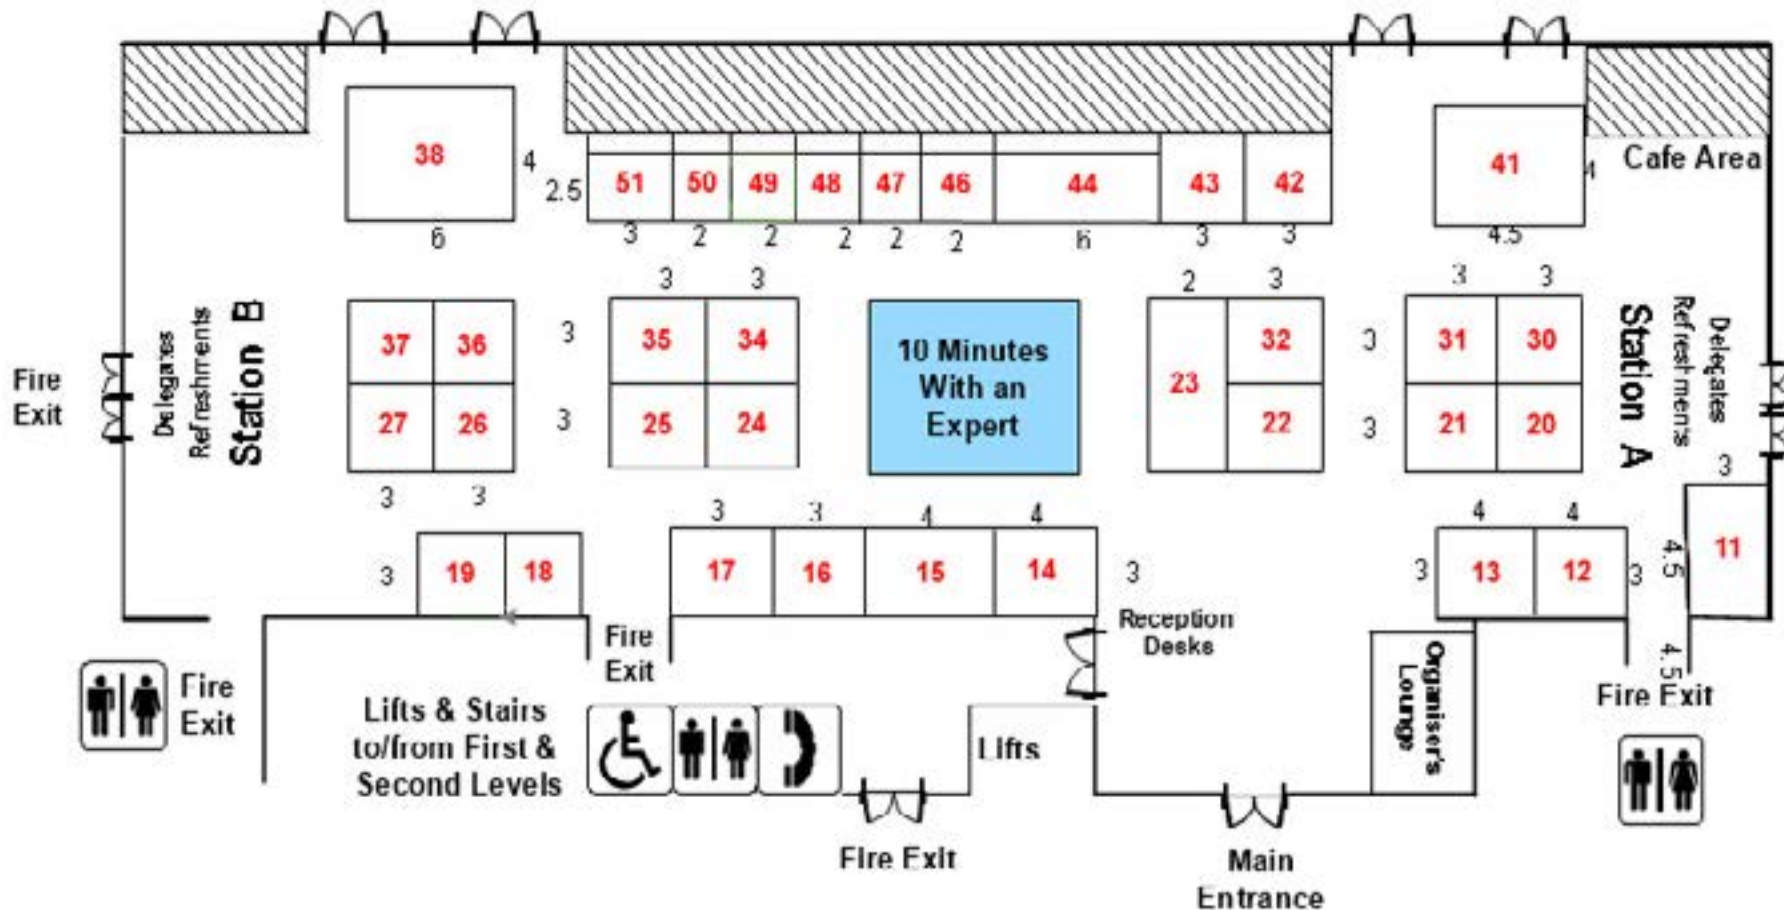 38
4
6
2.5
51
50
49
48
47
46
44
43
42
3
2
2
2
2
2
6
3
3
41
4
4.5
Cafe Area
3
3
2
3
3
3
Fire
Exit
Delegates
Refreshments
Station B
37
36
27
26
3
3
35
34
25
24
10 Minutes
With an
Expert
23
32
22
3
3
31
30
21
20
Station A
Refreshments
Delegates
3
3
3
3
19
18
3
3
4
4
17
16
15
14
3
4
4
3
13
12
3
4.5
11
4.5
Fire
Exit
Fire
Exit
Lifts & Stairs
to/from First &
Second Levels
Lifts
Reception
Desks
Organiser's
Lounge
Fire Exit
Fire Exit
Main
Entrance